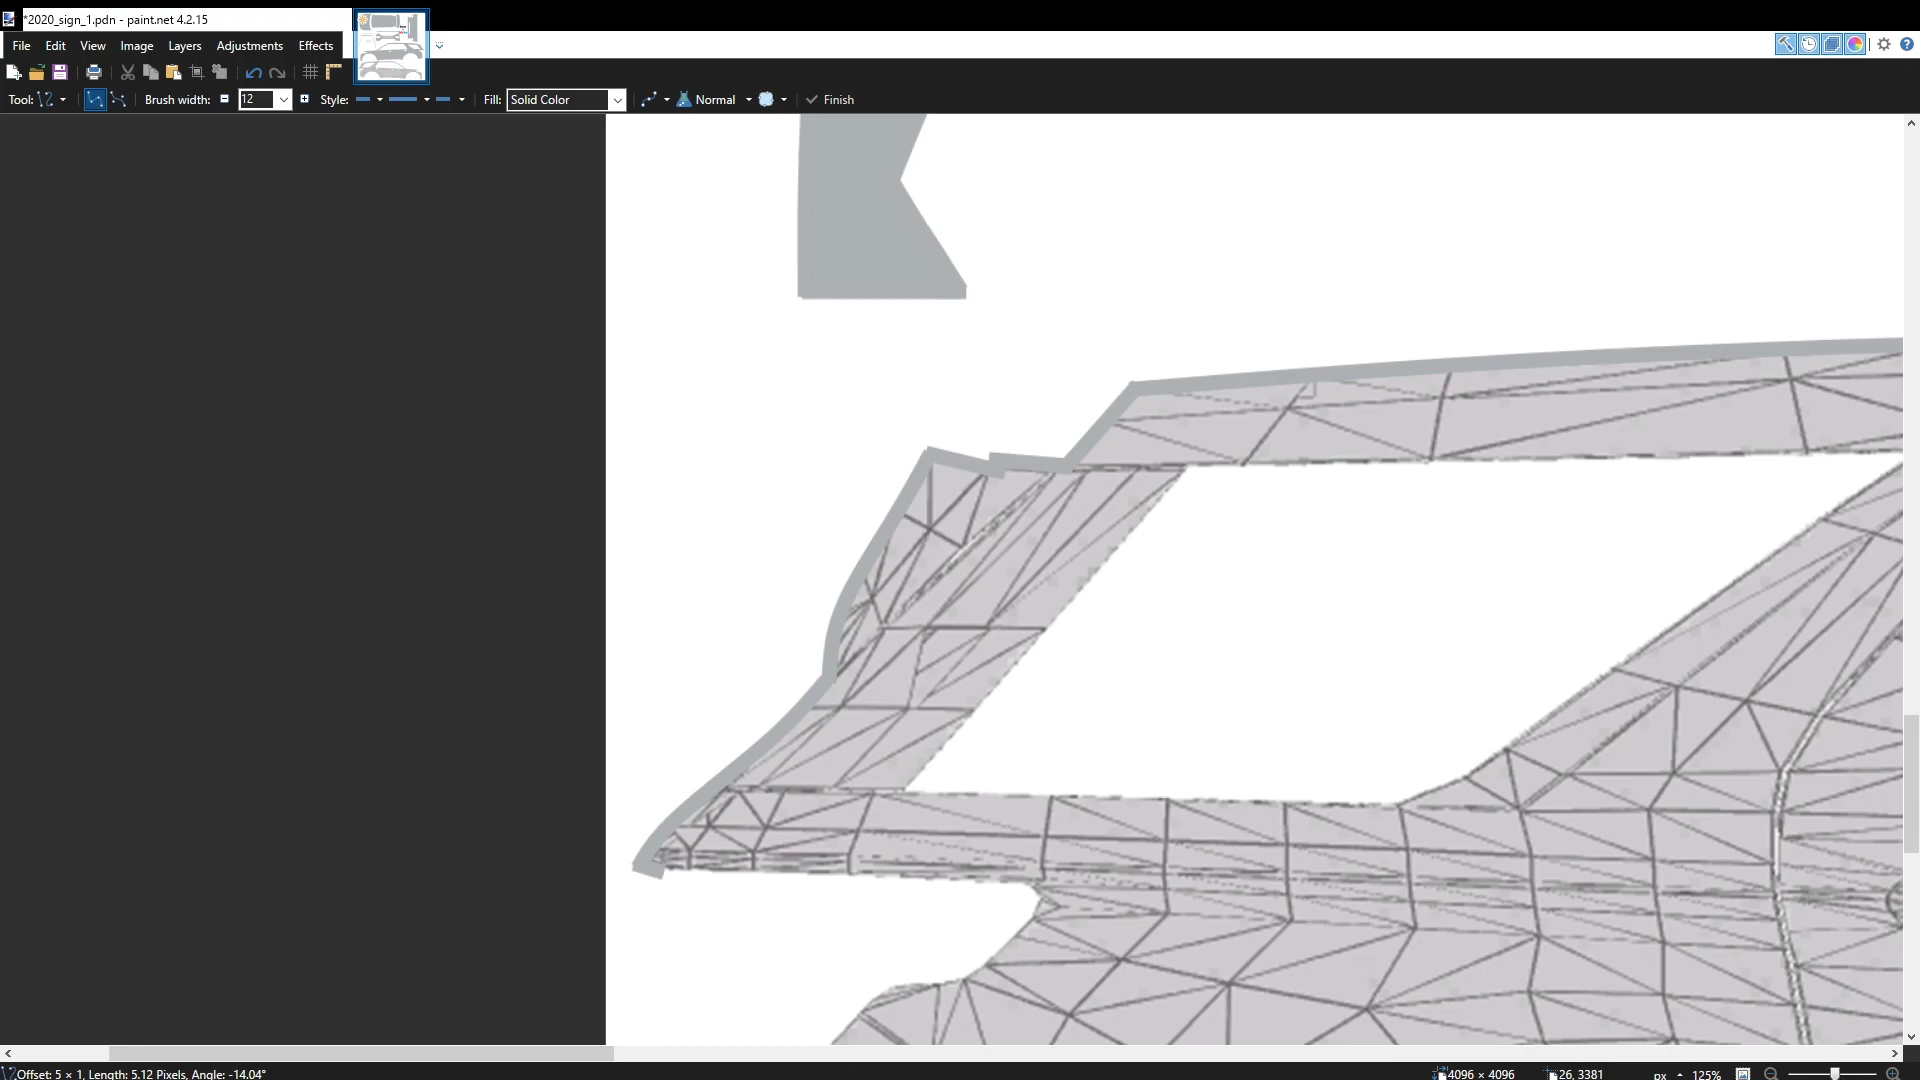 *2020_sign_1.pdn - paint.net 4.2.15
File Edit View Image Layers Adjustments Effects
Tool: Brush width: 12 Style: Fill: Solid Color Normal Finish
Offset: 5 × 1, Length: 5.12 Pixels, Angle: -14.04° 4096 × 4096 26, 3381 px 125%